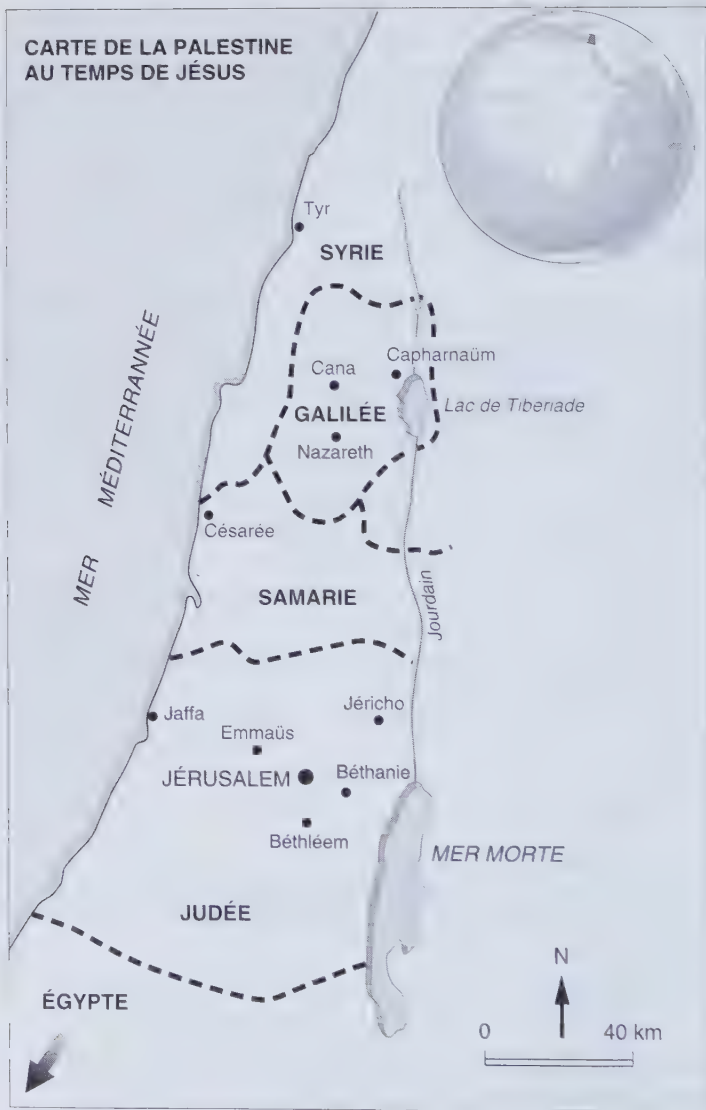 CARTE DE LA PALESTINE
AU TEMPS DE JÉSUS
Tyr
SYRIE
MER MÉDITERRANNÉE
Cana
Capharnaüm
GALILÉE
Lac de Tiberiade
Nazareth
Césarée
SAMARIE
Jourdain
Jaffa
Jéricho
Emmaüs
JÉRUSALEM
Béthanie
Béthléem
MER MORTE
JUDÉE
N
ÉGYPTE
0 40 km